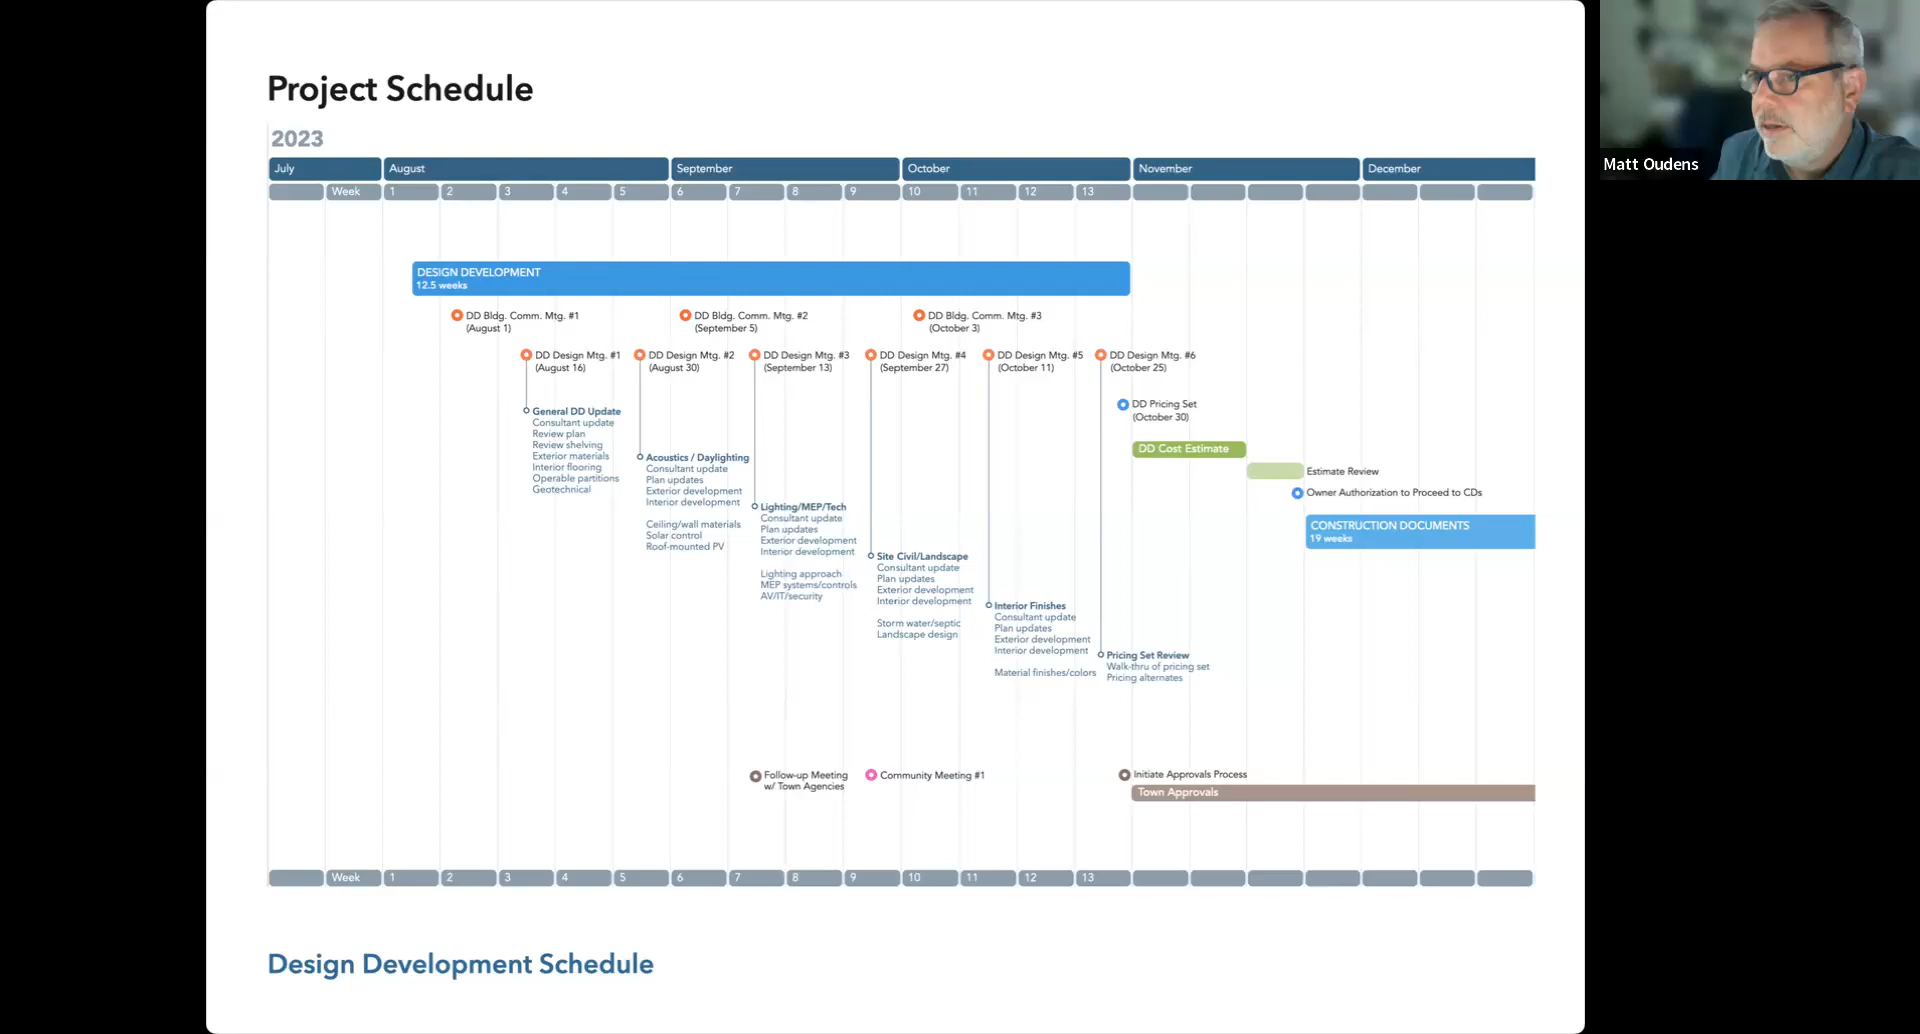 Project Schedule
2023
July August September October November December
Week 1 2 3 4 5 6 7 8 9 10 11 12 13
DESIGN DEVELOPMENT
12.5 weeks
DD Bldg. Comm. Mtg. #1
(August 1)
DD Bldg. Comm. Mtg. #2
(September 5)
DD Bldg. Comm. Mtg. #3
(October 3)
DD Design Mtg. #1
(August 16)
DD Design Mtg. #2
(August 30)
DD Design Mtg. #3
(September 13)
DD Design Mtg. #4
(September 27)
DD Design Mtg. #5
(October 11)
DD Design Mtg. #6
(October 25)
DD Pricing Set
(October 30)
General DD Update
Consultant update
Review plan
Review shelving
Exterior materials
Interior flooring
Operable partitions
Geotechnical
DD Cost Estimate
Estimate Review
Owner Authorization to Proceed to CDs
CONSTRUCTION DOCUMENTS
19 weeks
Acoustics / Daylighting
Consultant update
Plan updates
Exterior development
Interior development
Ceiling/wall materials
Solar control
Roof-mounted PV
Lighting/MEP/Tech
Consultant update
Plan updates
Exterior development
Interior development
Lighting approach
MEP systems/controls
AV/IT/security
Site Civil/Landscape
Consultant update
Plan updates
Exterior development
Interior development
Storm water/septic
Landscape design
Interior Finishes
Consultant update
Plan updates
Exterior development
Interior development
Material finishes/colors
Pricing Set Review
Walk-thru of pricing set
Pricing alternates
Follow-up Meeting
w/ Town Agencies
Community Meeting #1
Initiate Approvals Process
Town Approvals
Week 1 2 3 4 5 6 7 8 9 10 11 12 13
Design Development Schedule
Matt Oudens